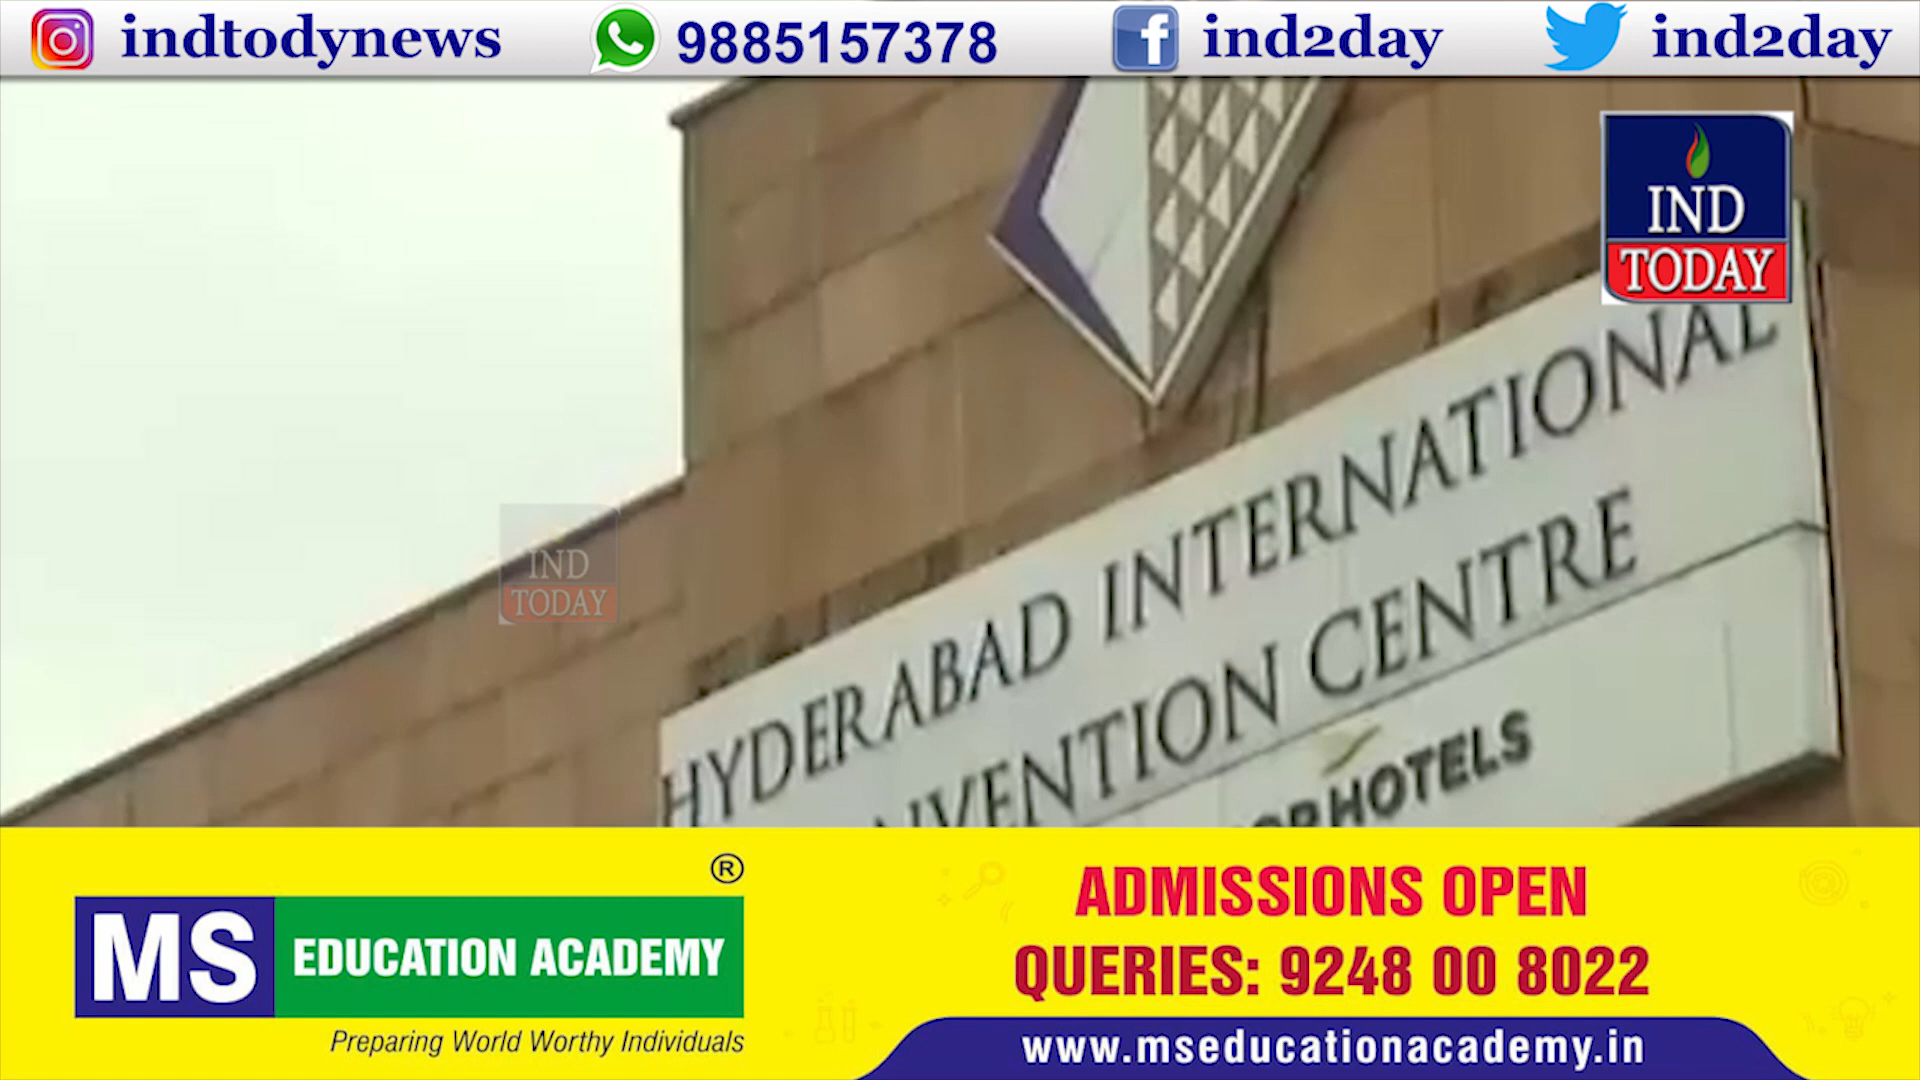 indtodynews
9885157378
ind2day
ind2day
IND
TODAY
HYDERABAD INTERNATIONAL
CENTRE
IND
TODAY
®
MS EDUCATION ACADEMY
Preparing World Worthy Individuals
ADMISSIONS OPEN
QUERIES: 9248 00 8022
www.mseducationacademy.in